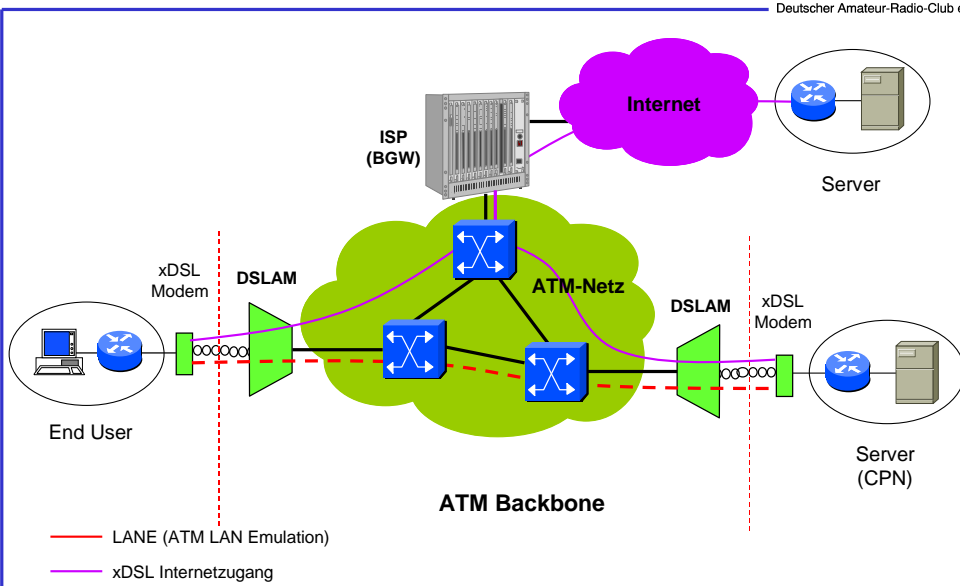 Deutscher Amateur-Radio-Club e
Internet
ISP
(BGW)
Server
xDSL
Modem
DSLAM
ATM-Netz
DSLAM
xDSL
Modem
End User
Server
(CPN)
ATM Backbone
LANE (ATM LAN Emulation)
xDSL Internetzugang